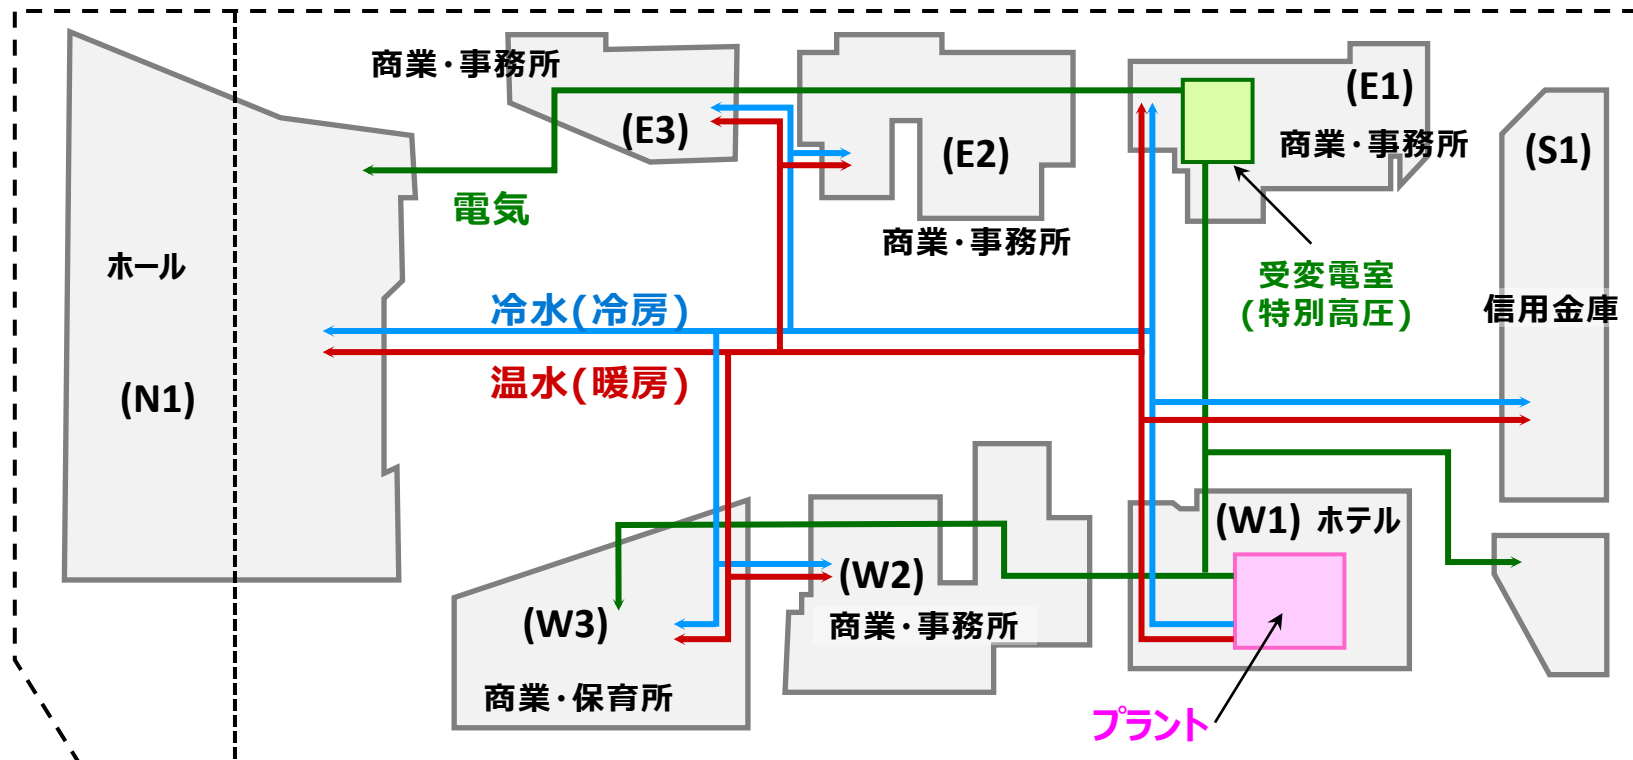 商業・事務所
(E3)
(E2)
商業・事務所
(E1)
商業・事務所
(S1)
信用金庫
電気
受変電室
(特別高圧)
ホール
(N1)
冷水(冷房)
温水(暖房)
(W1) ホテル
(W2)
商業・事務所
(W3)
商業・保育所
プラント